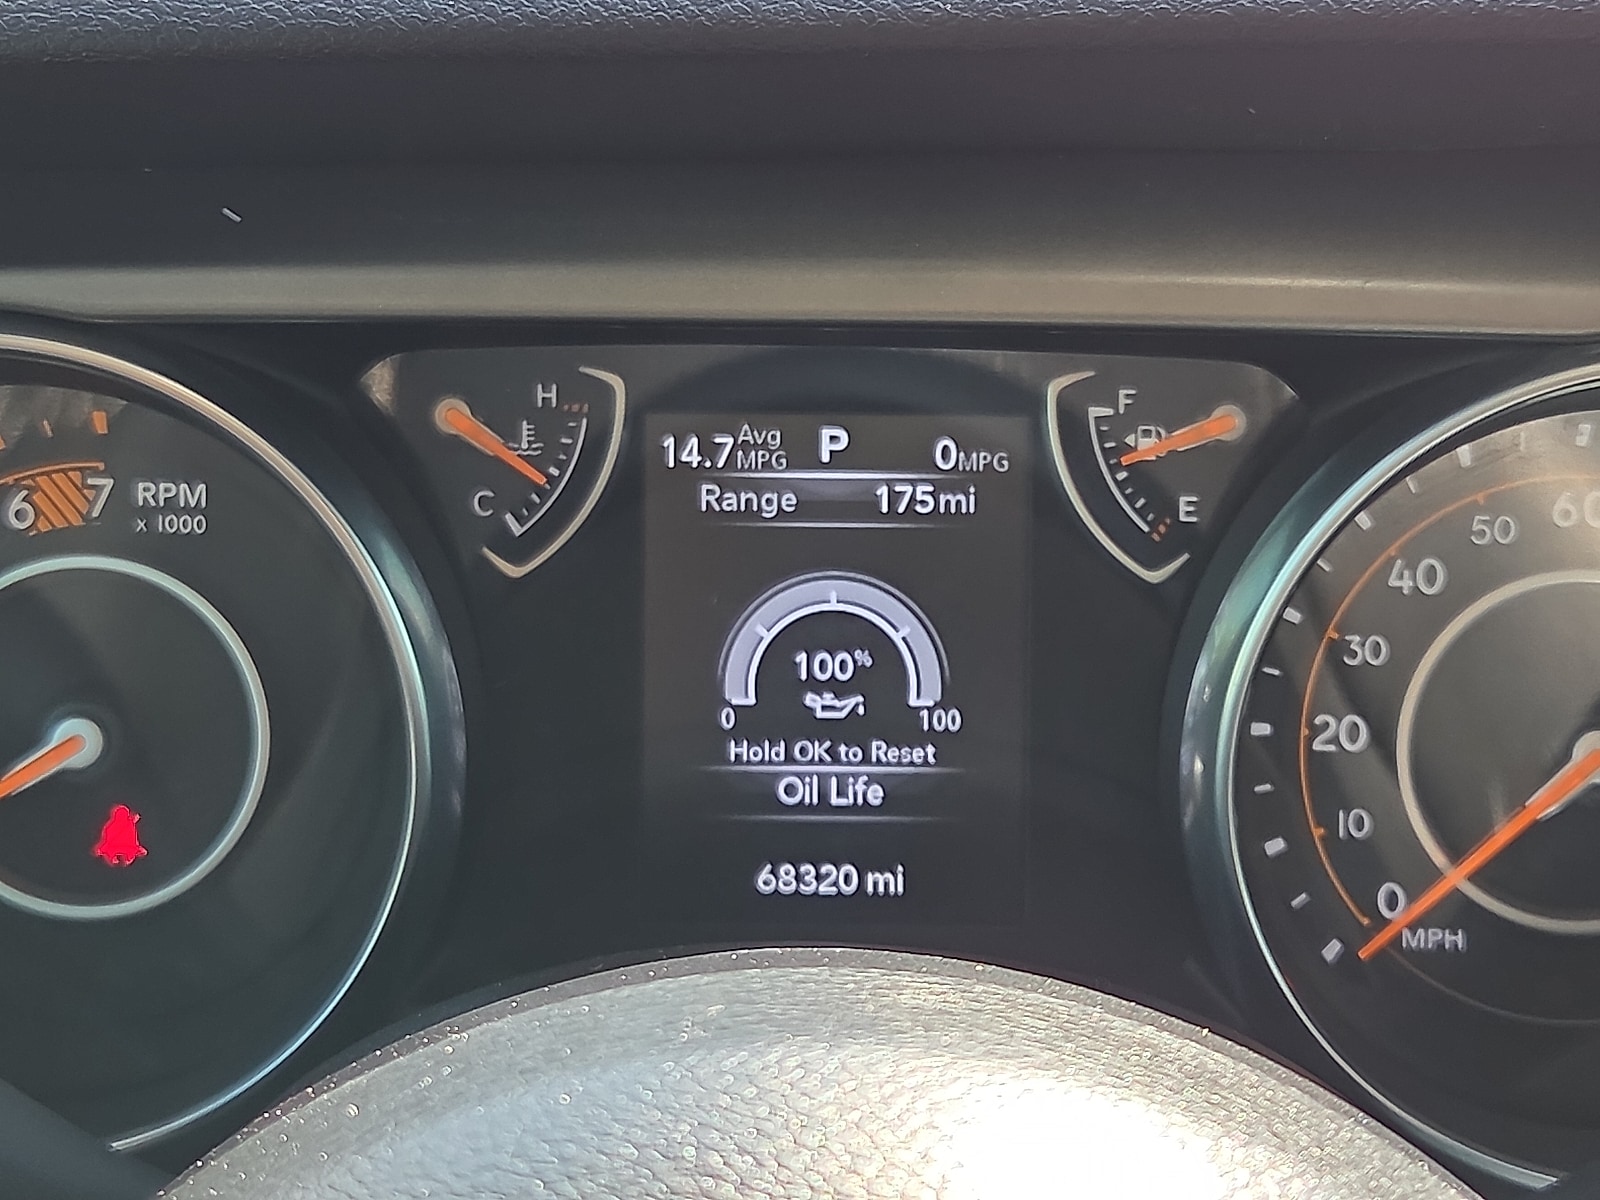 14.7 Avg MPG P 0 MPG
Range 175mi
100%
0 100
Hold OK to Reset
Oil Life
68320 mi
6 7 RPM
x 1000
H
C
F
E
60
50
40
30
20
10
0
MPH